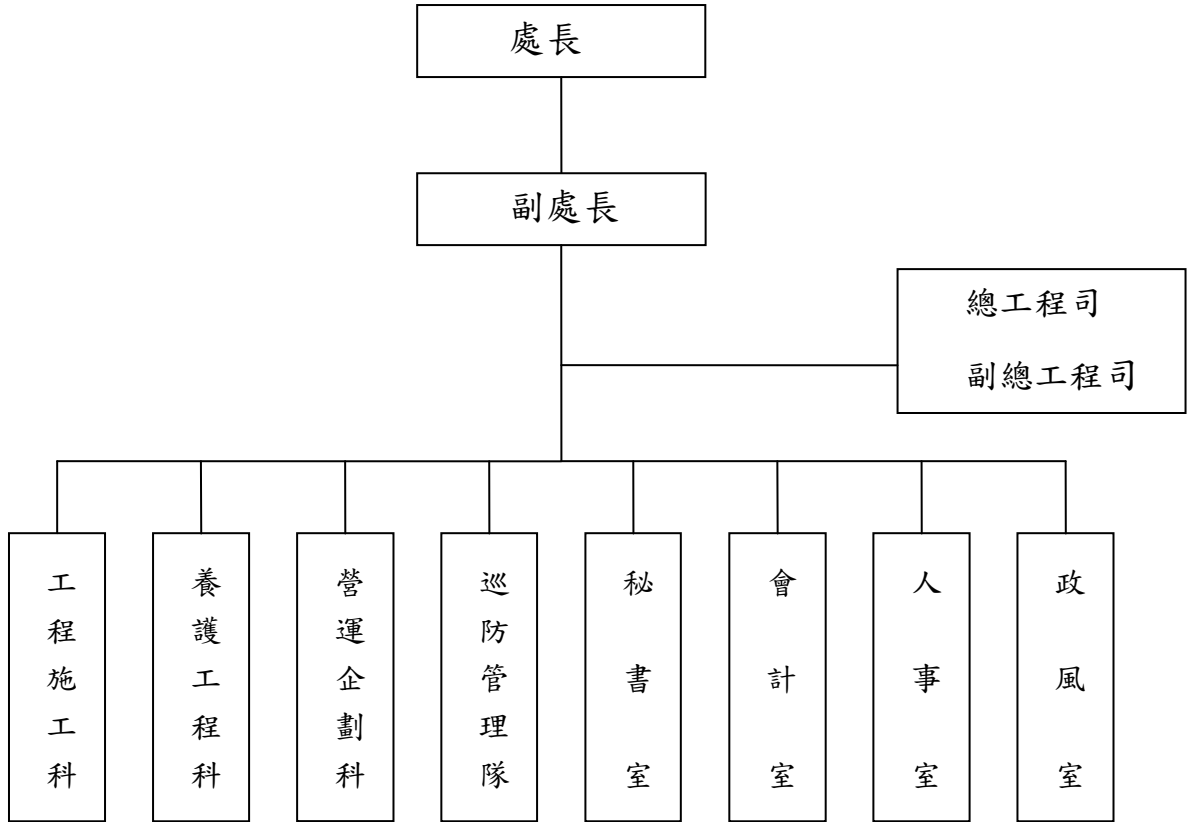 處長
副處長
總工程司
副總工程司
工程施工科
養護工程科
營運企劃科
巡防管理隊
秘書室
會計室
人事室
政風室